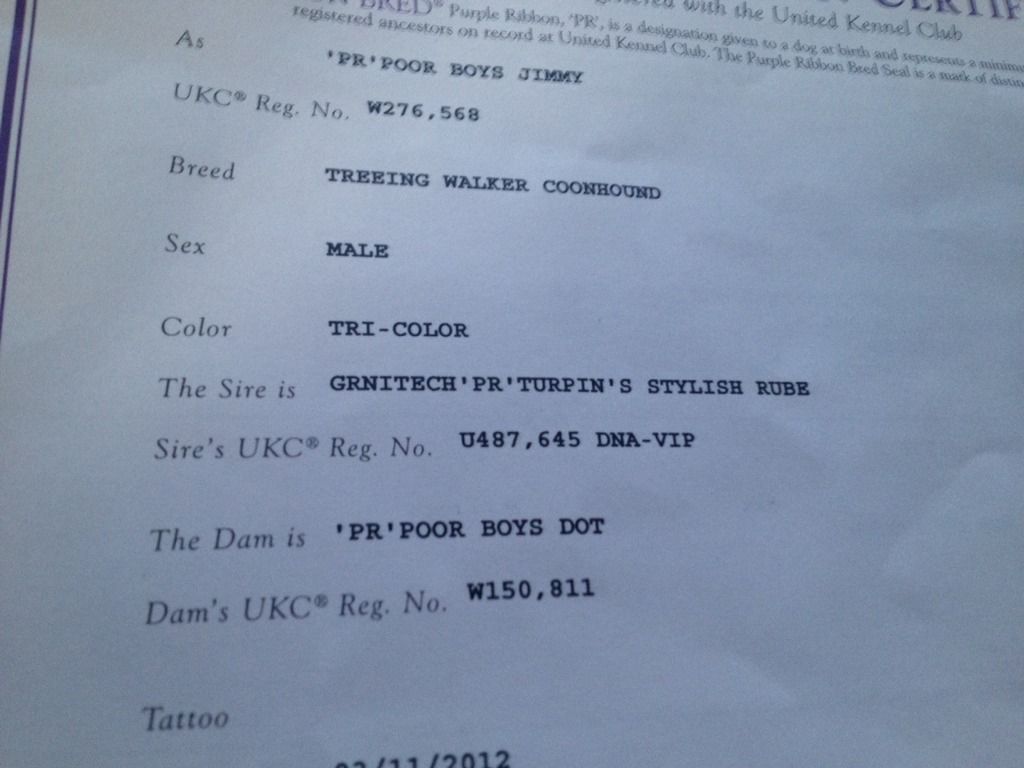 BRED® Purple Ribbon, 'PR', is a designation given to a dog at birth and represents a
with the United Kennel Club
registered ancestors on record at United Kennel Club. The Purple Ribbon Bred Seal is a mark of
As 'PR'POOR BOYS JIMMY
UKC® Reg. No. W276,568
Breed TREEING WALKER COONHOUND
Sex MALE
Color TRI-COLOR
The Sire is GRNITECH'PR'TURPIN'S STYLISH RUBE
Sire's UKC® Reg. No. U487,645 DNA-VIP
The Dam is 'PR'POOR BOYS DOT
Dam's UKC® Reg. No. W150,811
Tattoo
/11/2012